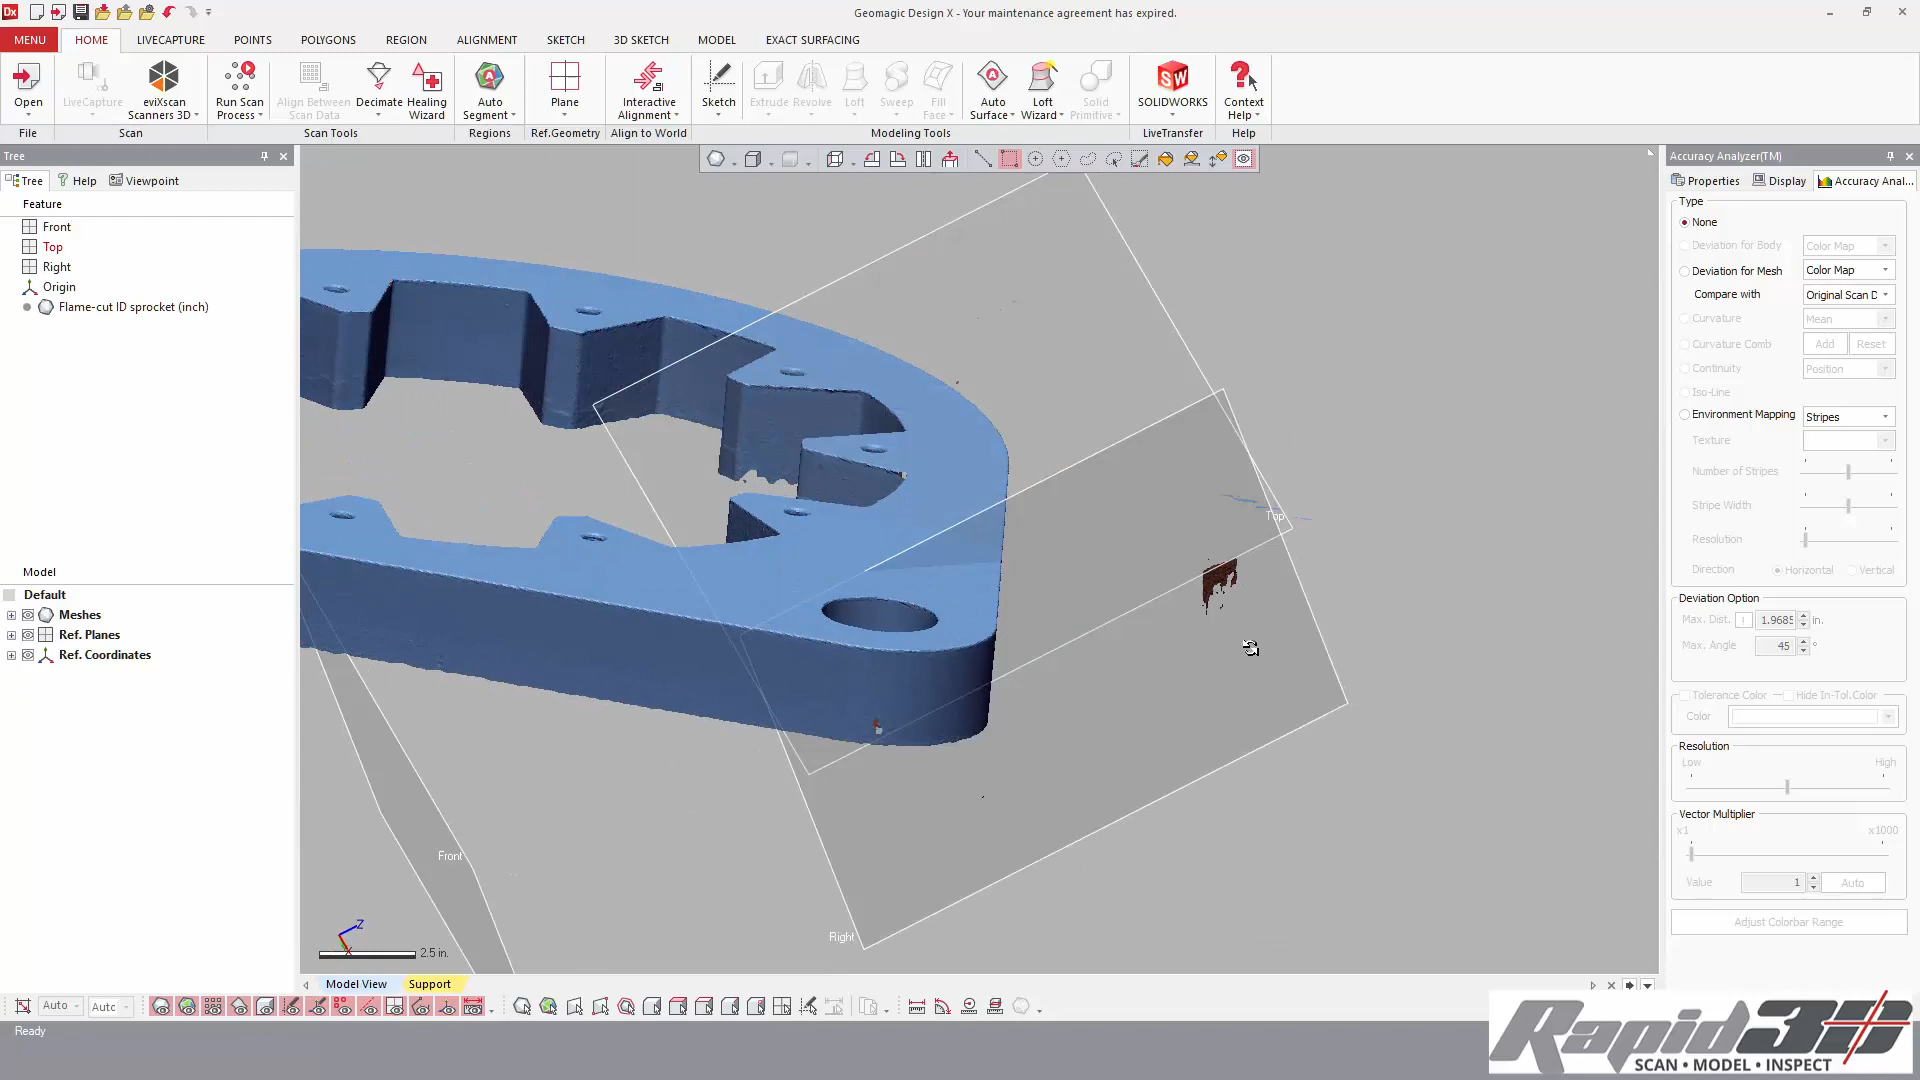 Dx
Geomagic Design X - Your maintenance agreement has expired.
MENU HOME LIVECAPTURE POINTS POLYGONS REGION ALIGNMENT SKETCH 3D SKETCH MODEL EXACT SURFACING
Open LiveCapture eviXscan Scanners 3D Run Scan Process Align Between Scan Data Decimate Healing Wizard Auto Segment Plane Interactive Alignment Sketch Extrude Revolve Loft Sweep Fill Face Auto Surface Loft Wizard Solid Primitive SW SOLIDWORKS Context Help
File Scan Scan Tools Regions Ref.Geometry Align to World Modeling Tools LiveTransfer Help
Tree
Tree Help Viewpoint
Feature
Front
Top
Right
Origin
Flame-cut ID sprocket (inch)
Model
Default
Meshes
Ref. Planes
Ref. Coordinates
Top
Front
Right
Z
X
2.5 in.
Model View Support
Accuracy Analyzer(TM)
Properties Display Accuracy Anal...
Type
None
Deviation for Body Color Map
Deviation for Mesh Color Map
Compare with Original Scan D
Curvature Mean
Curvature Comb Add Reset
Continuity Position
Iso-Line
Environment Mapping Stripes
Texture
Number of Stripes
Stripe Width
Resolution
Direction Horizontal Vertical
Deviation Option
Max. Dist. ! 1.9685 in.
Max. Angle 45 °
Tolerance Color Hide In-Tol.Color
Color
Resolution
Low High
Vector Multiplier
x1 x1000
Value 1 Auto
Adjust Colorbar Range
Auto Autc
Ready
Rapid3D
SCAN • MODEL • INSPECT